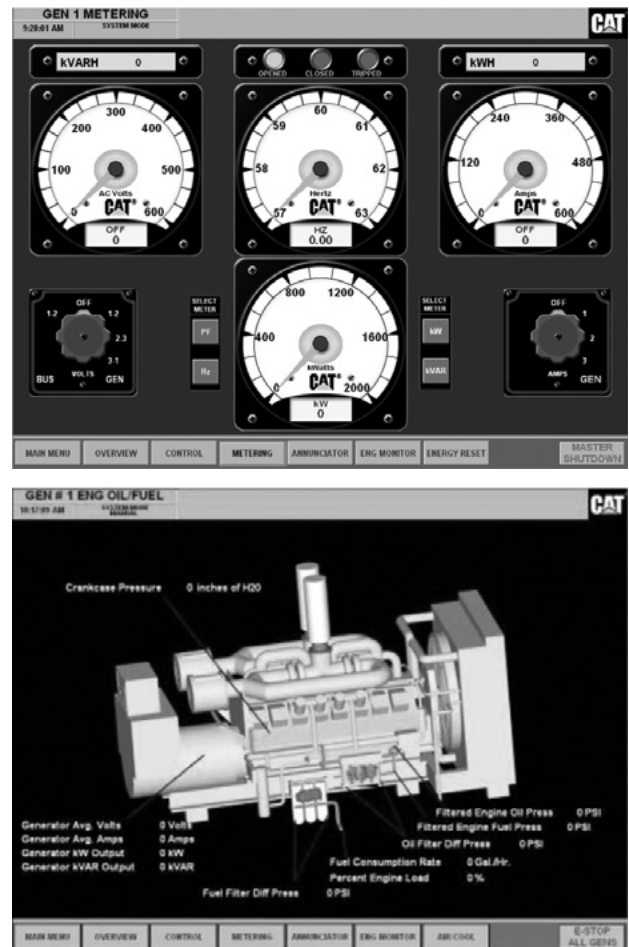 GEN 1 METERING
9:28:01 AM
SYSTEM MODE
CAT
kVARH 0
OPENED CLOSED TRIPPED
kWH 0
0 100 200 300 400 500 600
AC Volts
CAT®
OFF
0
57 58 59 60 61 62 63
Hertz
CAT®
HZ
0.00
0 120 240 360 480 600
Amps
CAT®
OFF
0
OFF
1-2 1-2
2-3
3-1
VOLTS
BUS GEN
SELECT
METER
PF
Hz
0 400 800 1200 1600 2000
kWatts
CAT®
kW
0
SELECT
METER
kW
kVAR
OFF
1
2
3
AMPS
GEN
MAIN MENU OVERVIEW CONTROL METERING ANNUNCIATOR ENG MONITOR ENERGY RESET MASTER
SHUTDOWN
GEN # 1 ENG OIL/FUEL
10:17:09 AM
SYSTEM MODE
MANUAL
CAT
Crankcase Pressure 0 inches of H20
Generator Avg. Volts 0 Volts
Generator Avg. Amps 0 Amps
Generator kW Output 0 kW
Generator kVAR Output 0 kVAR
Filtered Engine Oil Press 0 PSI
Filtered Engine Fuel Press 0 PSI
Oil Filter Diff Press 0 PSI
Fuel Consumption Rate 0 Gal./Hr.
Percent Engine Load 0 %
Fuel Filter Diff Press 0 PSI
MAIN MENU OVERVIEW CONTROL METERING ANNUNCIATOR ENG MONITOR AIR/COOL E-STOP
ALL GENS